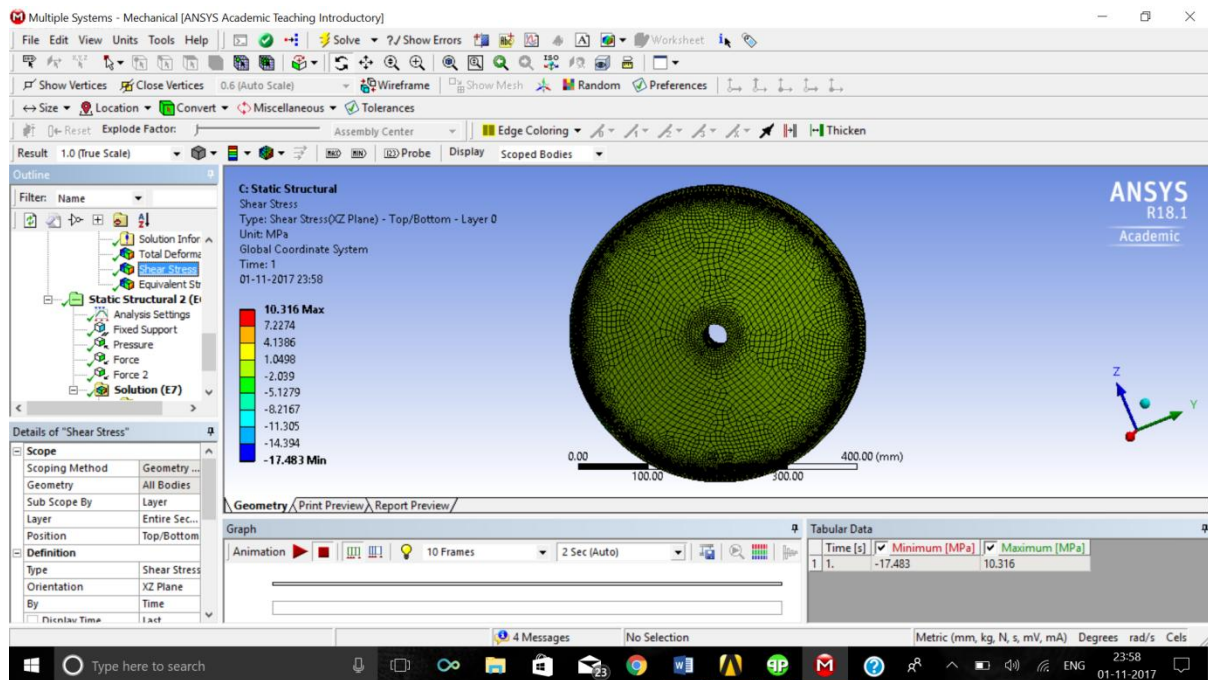 Multiple Systems - Mechanical [ANSYS Academic Teaching Introductory]
File Edit View Units Tools Help Solve ?/ Show Errors Worksheet
Show Vertices Close Vertices 0.6 (Auto Scale) Wireframe Show Mesh Random Preferences
Size Location Convert Miscellaneous Tolerances
Reset Explode Factor: Assembly Center Edge Coloring Thicken
Result 1.0 (True Scale) MAX MIN Probe Display Scoped Bodies
Outline
Filter: Name
Solution Infor
Total Deforma
Shear Stress
Equivalent Str
Static Structural 2 (E
Analysis Settings
Fixed Support
Pressure
Force
Force 2
Solution (E7)
Details of "Shear Stress"
Scope
Scoping Method Geometry ...
Geometry All Bodies
Sub Scope By Layer
Layer Entire Sec...
Position Top/Bottom
Definition
Type Shear Stress
Orientation XZ Plane
By Time
Display Time Last
C: Static Structural
Shear Stress
Type: Shear Stress(XZ Plane) - Top/Bottom - Layer 0
Unit: MPa
Global Coordinate System
Time: 1
01-11-2017 23:58
10.316 Max
7.2274
4.1386
1.0498
-2.039
-5.1279
-8.2167
-11.305
-14.394
-17.483 Min
ANSYS
R18.1
Academic
Z
Y
0.00 400.00 (mm)
100.00 300.00
Geometry Print Preview Report Preview
Graph
Animation 10 Frames 2 Sec (Auto)
Tabular Data
Time [s] Minimum [MPa] Maximum [MPa]
1 1. -17.483 10.316
4 Messages No Selection Metric (mm, kg, N, s, mV, mA) Degrees rad/s Cels
Type here to search 23 ENG 23:58
01-11-2017